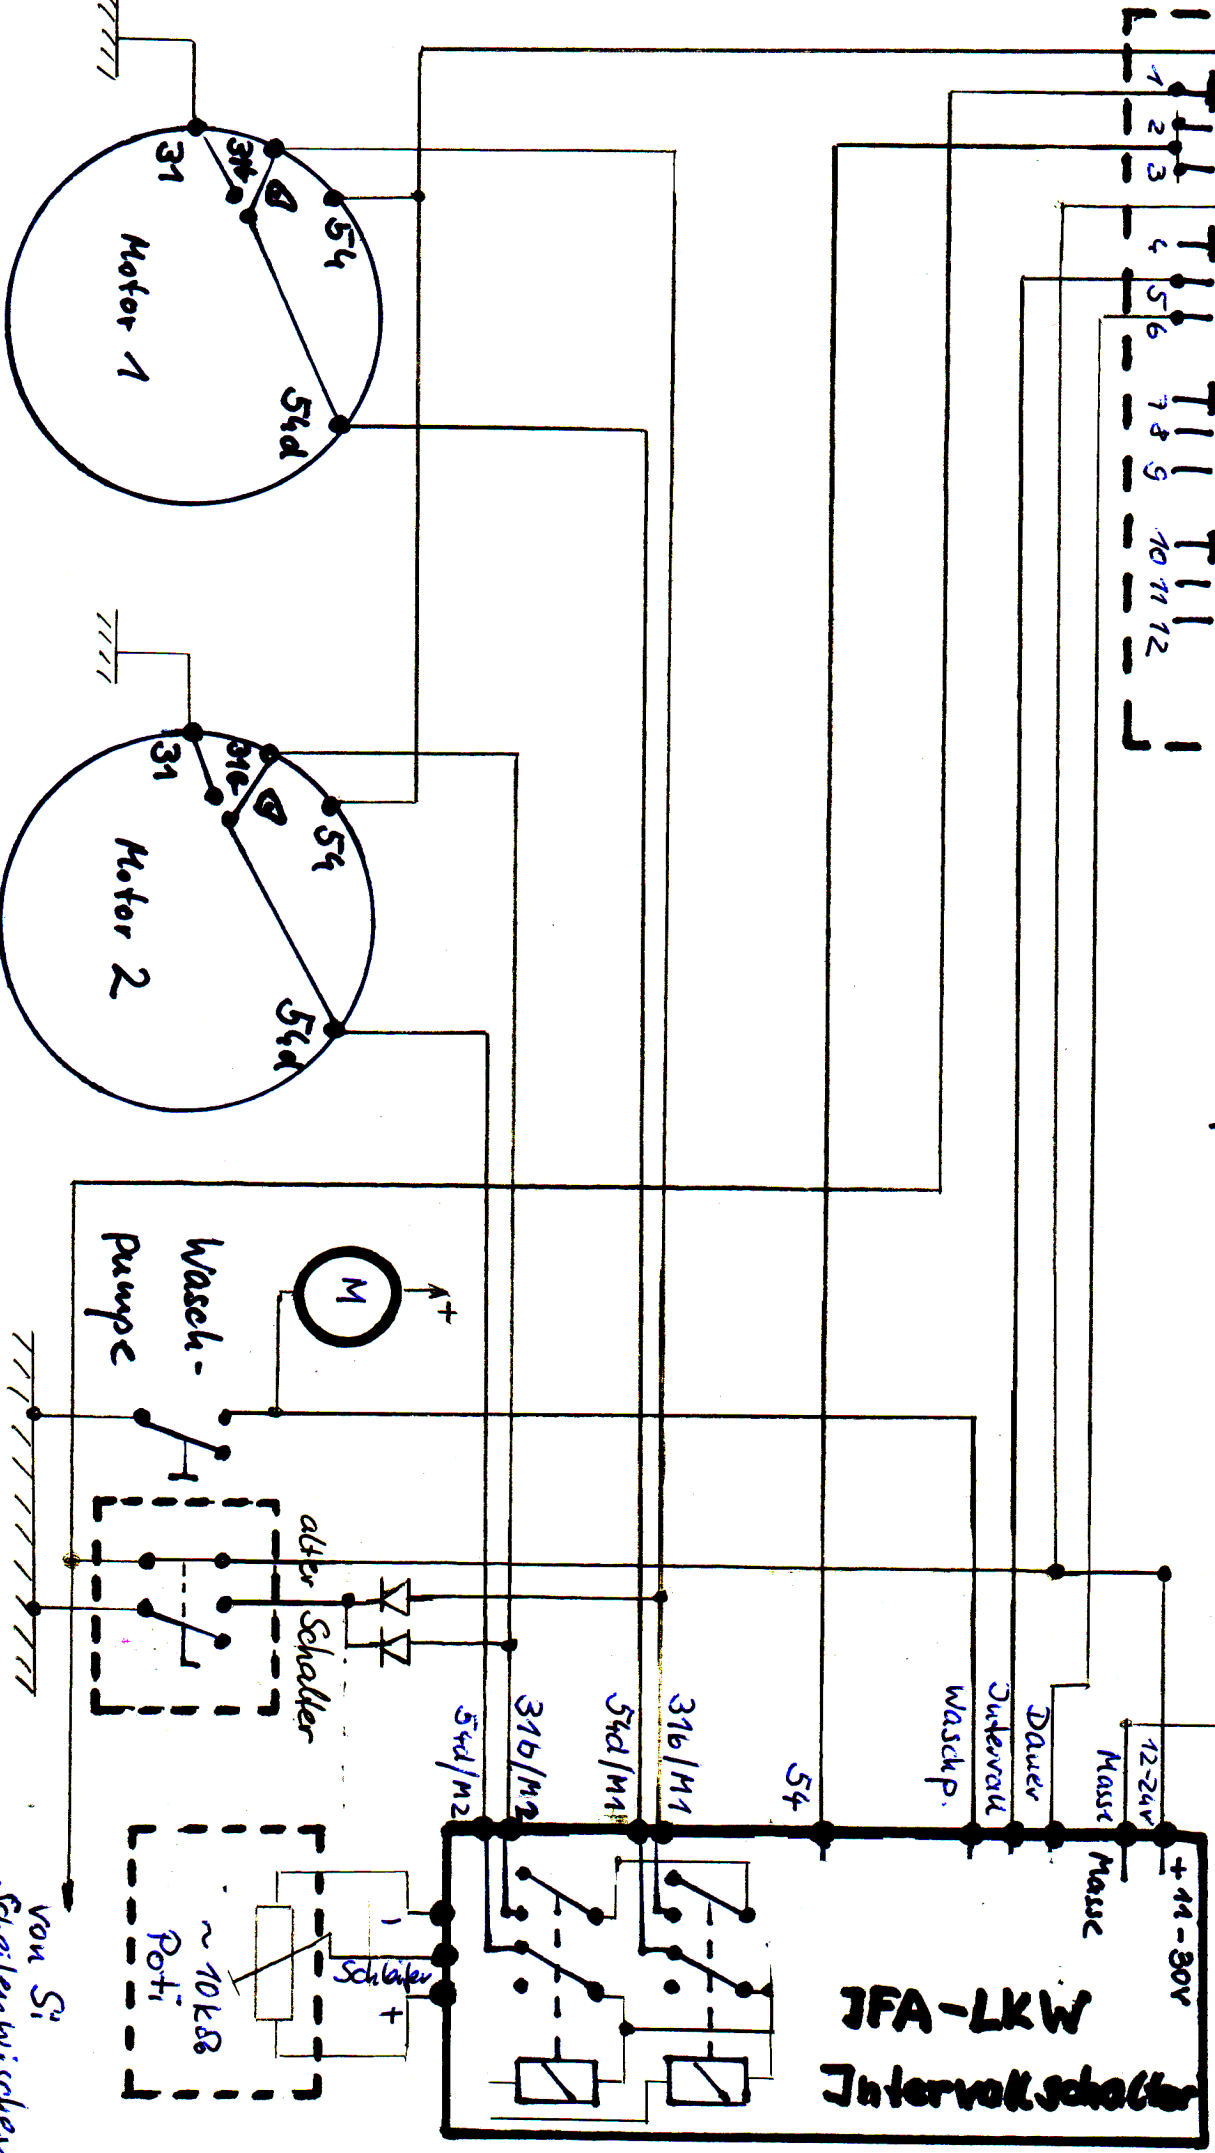 1 2 3 4 5 6 7 8 9 10 11 12
31
31b
54
54d
Motor 1
31
31b
54
54d
Motor 2
M
+
Wasch-
pumpe
alter Schalter
54d/M2
31b/M2
54d/M1
31b/M1
54
Waschp.
Intervall
Dauer
Masse
12-24V
Masse
+11-30V
IFA-LKW
Intervallschalter
-
Schleifer
+
~10kΩ
Poti
von Si
Scheibenwischer